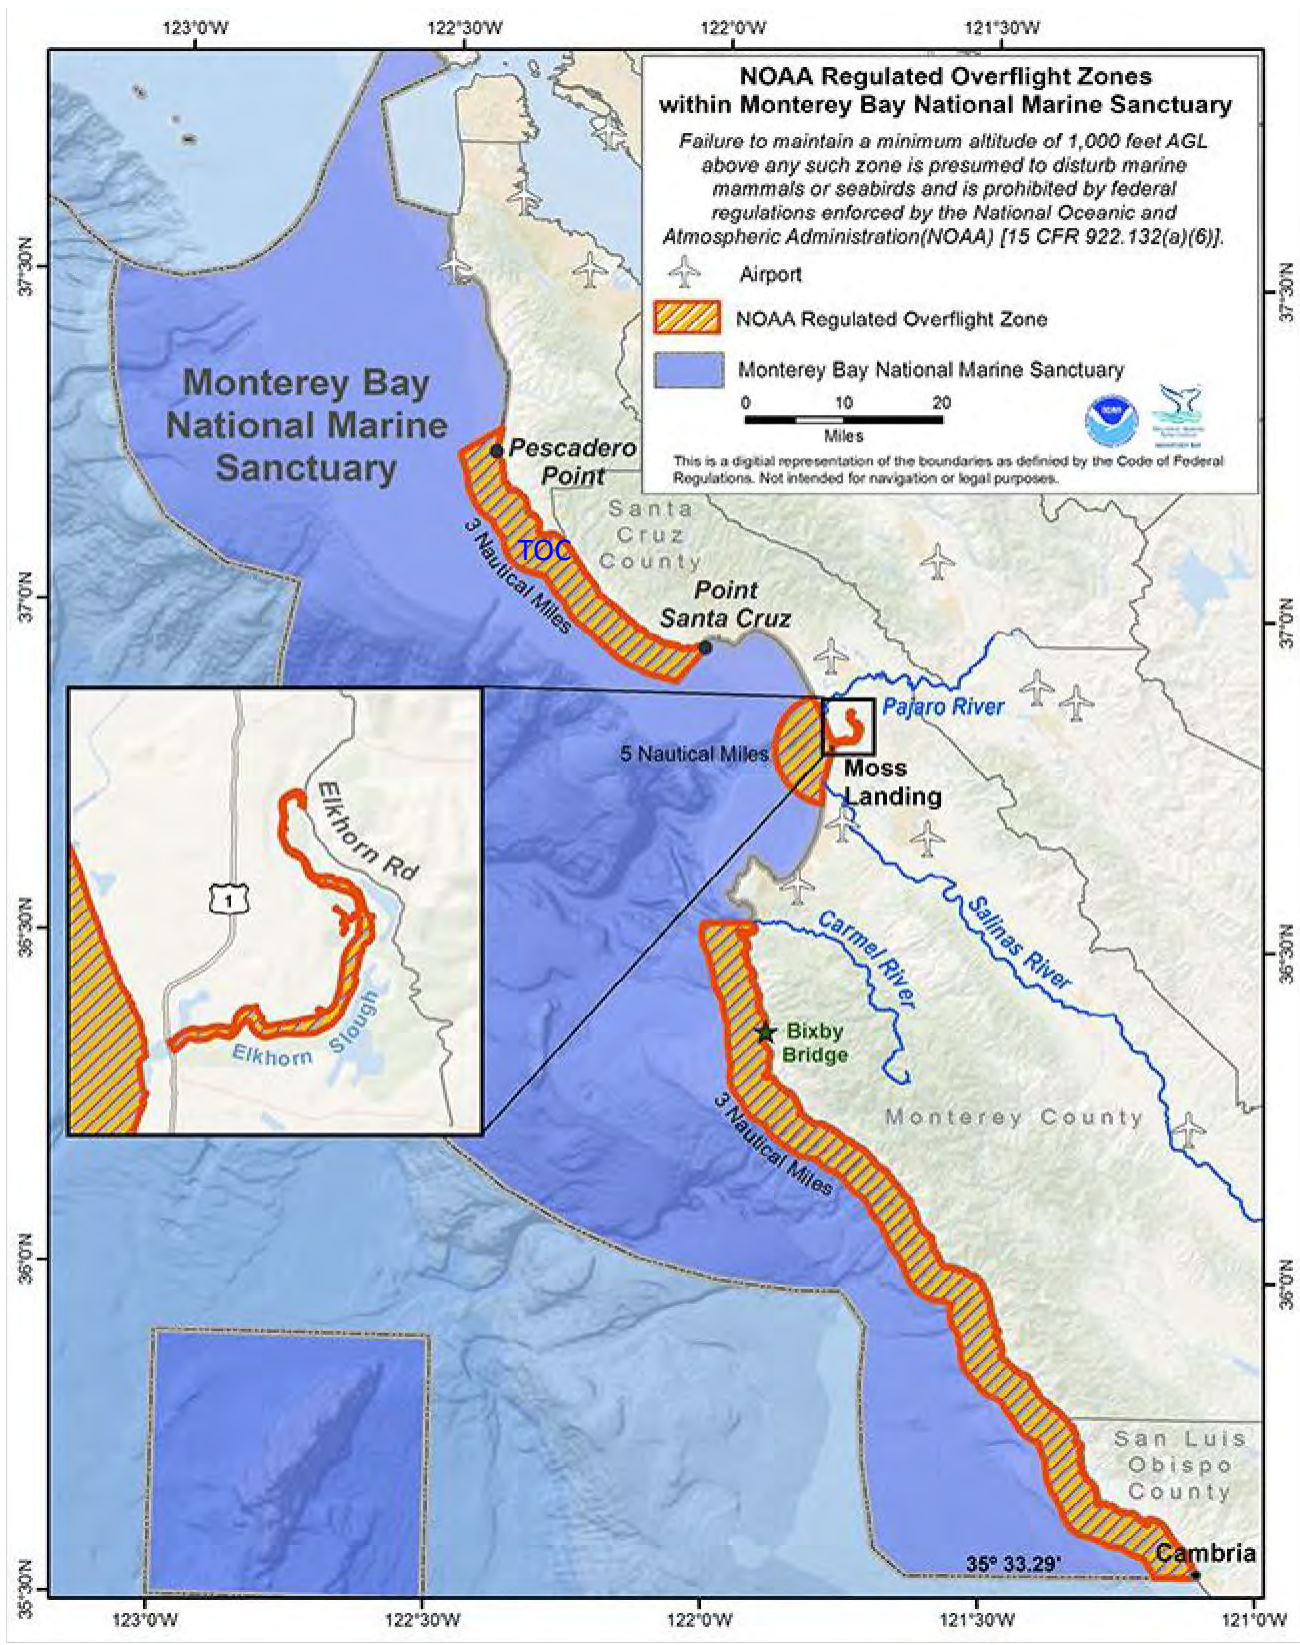 123°0'W
122°30'W
122°0'W
121°30'W
NOAA Regulated Overflight Zones
within Monterey Bay National Marine Sanctuary
Failure to maintain a minimum altitude of 1,000 feet AGL
above any such zone is presumed to disturb marine
mammals or seabirds and is prohibited by federal
regulations enforced by the National Oceanic and
Atmospheric Administration(NOAA) [15 CFR 922.132(a)(6)].
Airport
NOAA Regulated Overflight Zone
Monterey Bay National Marine Sanctuary
0 10 20
Miles
This is a digitial representation of the boundaries as definied by the Code of Federal
Regulations. Not intended for navigation or legal purposes.
37°30'N
37°30'N
Monterey Bay
National Marine
Sanctuary
Pescadero
Point
3 Nautical Miles
TOC
Santa
Cruz
County
Point
Santa Cruz
37°0'N
37°0'N
Pajaro River
5 Nautical Miles
Moss
Landing
Elkhorn Rd
1
Elkhorn Slough
36°30'N
36°30'N
Salinas River
Carmel River
Bixby
Bridge
3 Nautical Miles
Monterey County
36°0'N
36°0'N
San Luis
Obispo
County
Cambria
35° 33.29'
35°30'N
123°0'W
122°30'W
122°0'W
121°30'W
121°0'W